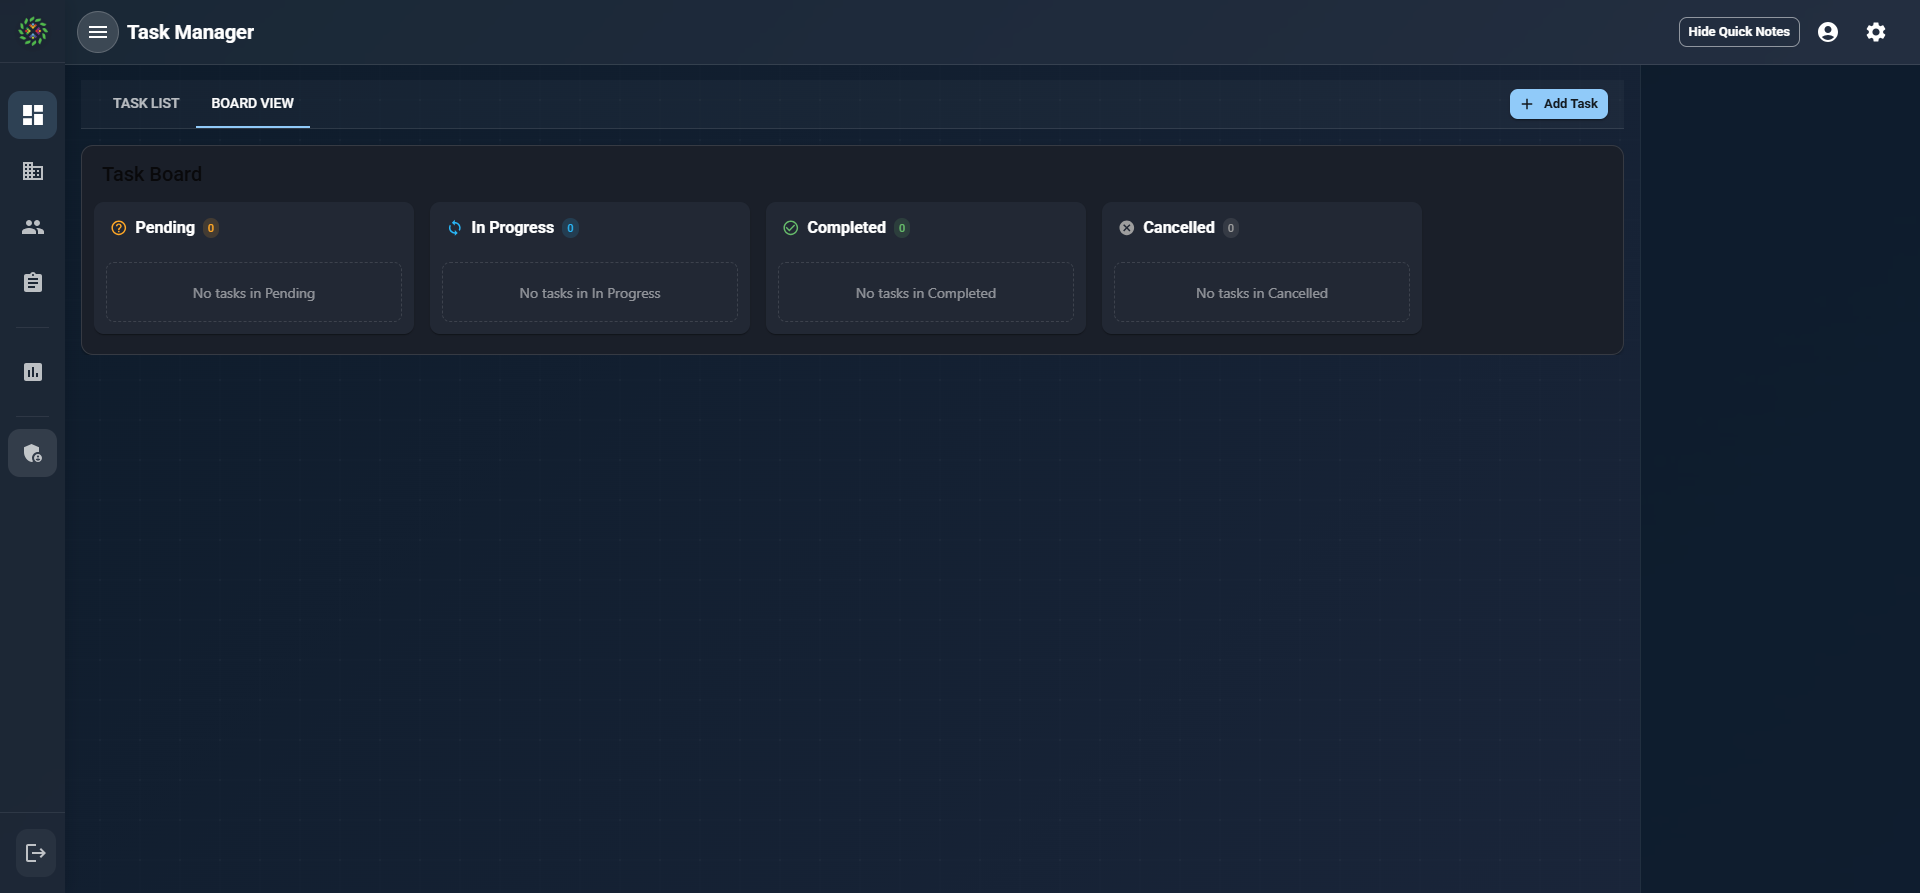 Task Manager
Hide Quick Notes
TASK LIST
BOARD VIEW
Add Task
Task Board
Pending 0
In Progress 0
Completed 0
Cancelled 0
No tasks in Pending
No tasks in In Progress
No tasks in Completed
No tasks in Cancelled